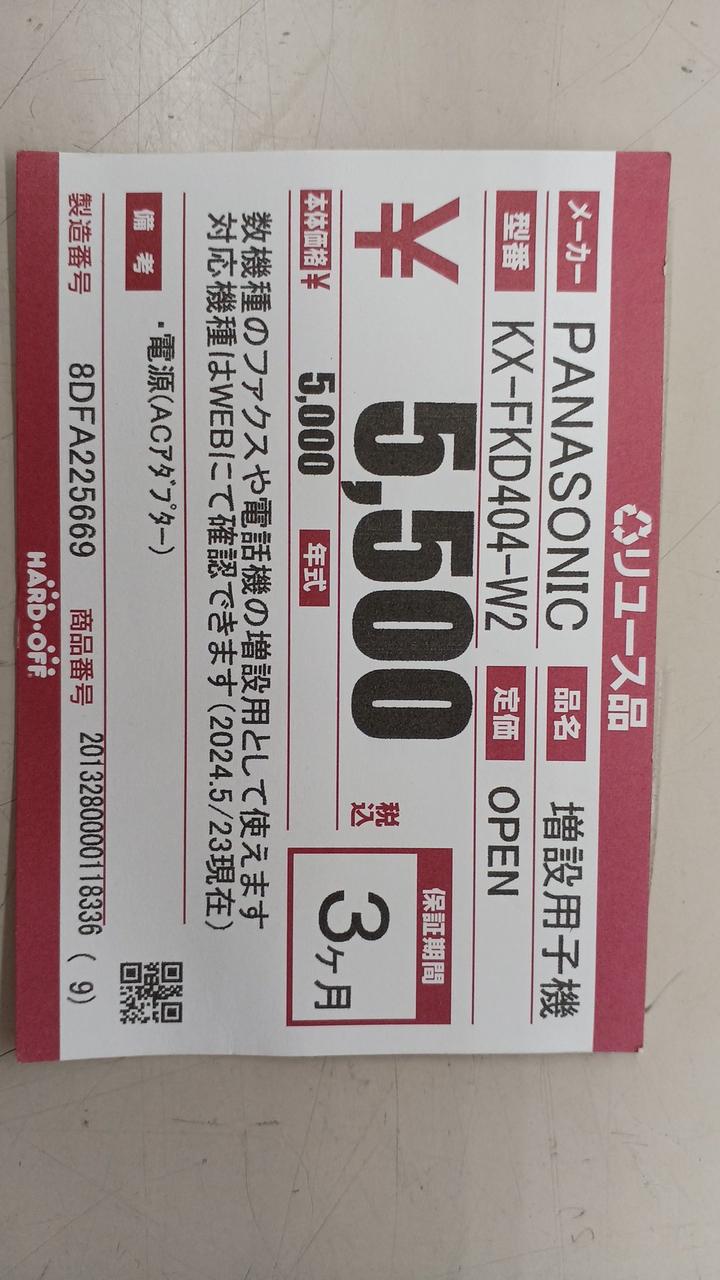 リユース品
メーカー PANASONIC 品名 増設用子機
型番 KX-FKD404-W2 定価 OPEN
¥ 5,500 税込
保証期間 3ヶ月
本体価格¥ 5,000 年式
数機種のファクスや電話機の増設用として使えます
対応機種はWEBにて確認できます(2024.5/23現在)
備考 ・電源(ACアダプター)
製造番号 8DFA225669 商品番号 2013280000118336 (9)
HARD・OFF